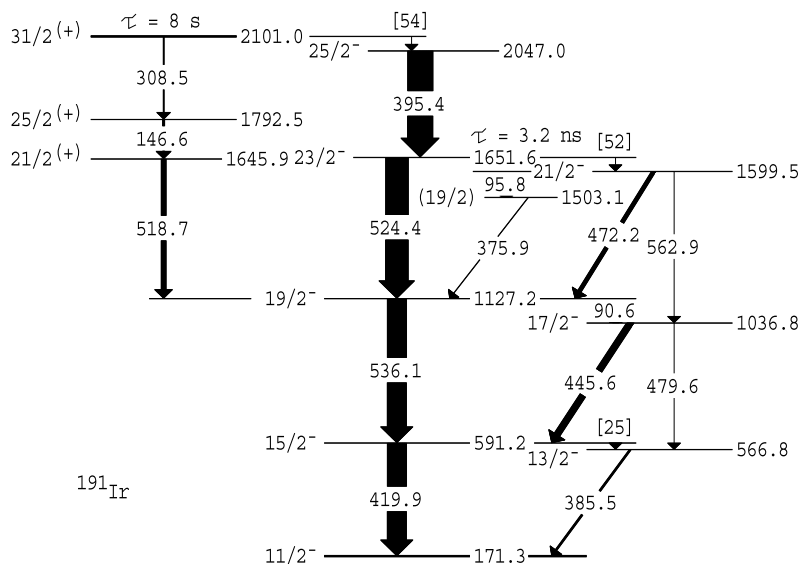 τ = 8 s
31/2(+) 2101.0 [54]
25/2- 2047.0
308.5
395.4
25/2(+) 1792.5
146.6 τ = 3.2 ns [52]
21/2(+) 1645.9 23/2- 1651.6
21/2- 1599.5
95.8
(19/2) 1503.1
518.7 524.4 472.2 562.9
375.9
19/2- 1127.2
90.6
17/2- 1036.8
536.1 445.6 479.6
[25]
15/2- 591.2
13/2- 566.8
191Ir 419.9 385.5
11/2- 171.3